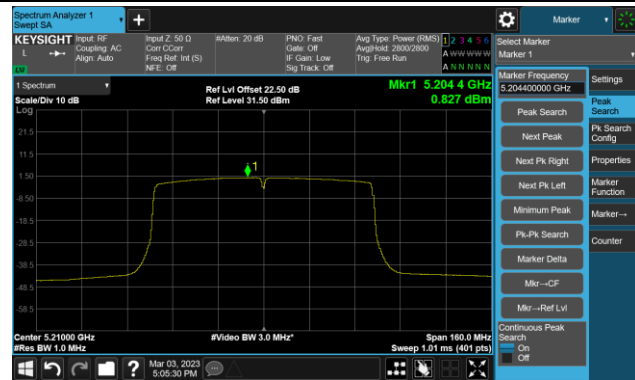 Spectrum Analyzer 1
Swept SA
+
Marker
KEYSIGHT
L
Input: RF
Coupling: AC
Align: Auto
Input Z: 50 Ω
Corr CCorr
Freq Ref: Int (S)
NFE: Off
#Atten: 20 dB
PNO: Fast
Gate: Off
IF Gain: Low
Sig Track: Off
Avg Type: Power (RMS)
Avg|Hold: 2800/2800
Trig: Free Run
1 2 3 4 5 6
A W W W W W
A N N N N N
LW
Select Marker
Marker 1
1 Spectrum
Scale/Div 10 dB
Log
Ref Lvl Offset 22.50 dB
Ref Level 31.50 dBm
Mkr1 5.204 4 GHz
0.827 dBm
21.5
11.5
1.50
-8.50
-18.5
-28.5
-38.5
-48.5
-58.5
1
Center 5.21000 GHz
#Res BW 1.0 MHz
#Video BW 3.0 MHz*
Span 160.0 MHz
Sweep 1.01 ms (401 pts)
Marker Frequency
5.204400000 GHz
Peak Search
Next Peak
Next Pk Right
Next Pk Left
Minimum Peak
Pk-Pk Search
Marker Delta
Mkr→CF
Mkr→Ref Lvl
Continuous Peak
Search
On
Off
Settings
Peak
Search
Pk Search
Config
Properties
Marker
Function
Marker→
Counter
?
Mar 03, 2023
5:05:30 PM